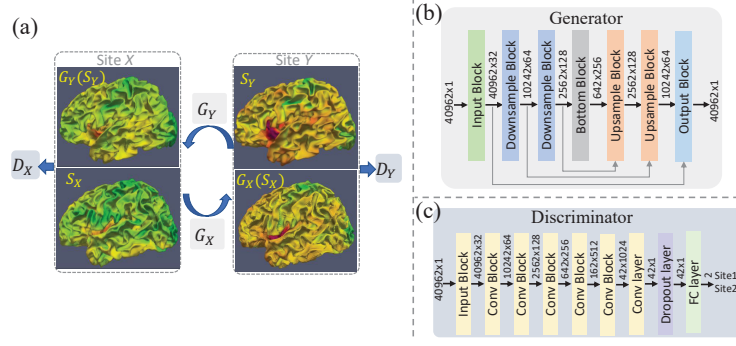 (a)
Site X
Site Y
G_Y(S_Y)
S_Y
G_Y
D_X
D_Y
S_X
G_X(S_X)
G_X
(b)
Generator
40962x1
Input Block
40962x32
Downsample Block
10242x64
Downsample Block
2562x128
Bottom Block
642x256
Upsample Block
2562x128
Upsample Block
10242x64
Output Block
40962x1
(c)
Discriminator
40962x1
Input Block
40962x32
Conv Block
10242x64
Conv Block
2562x128
Conv Block
642x256
Conv Block
162x512
Conv Block
42x1024
Conv layer
42x1
Dropout layer
42x1
FC layer
2
Site1
Site2